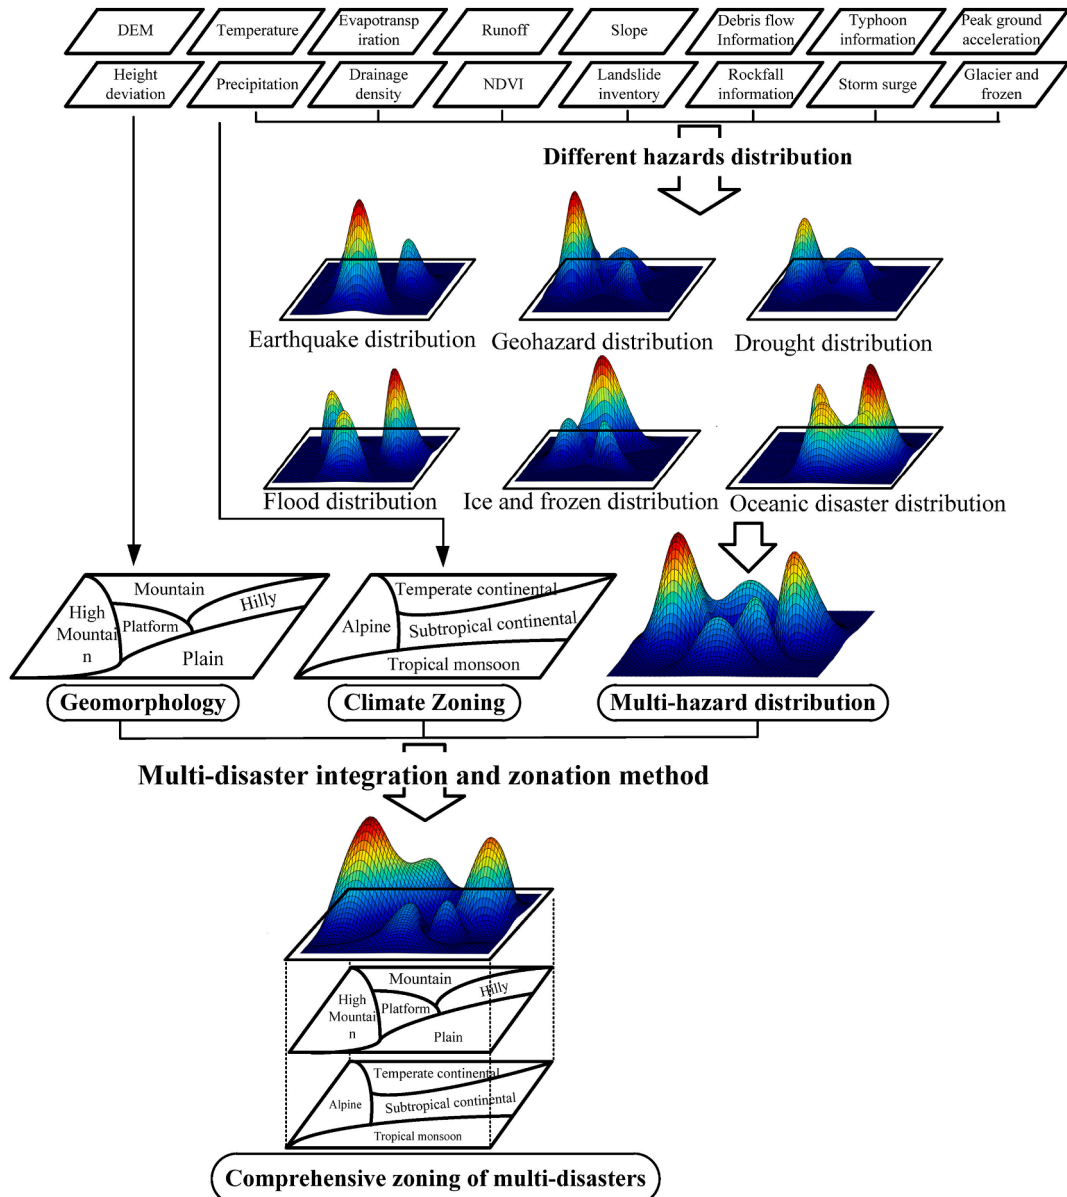 DEM
Temperature
Evapotransp
iration
Runoff
Slope
Debris flow
Information
Typhoon
information
Peak ground
acceleration
Height
deviation
Precipitation
Drainage
density
NDVI
Landslide
inventory
Rockfall
information
Storm surge
Glacier and
frozen
Different hazards distribution
Earthquake distribution
Geohazard distribution
Drought distribution
Flood distribution
Ice and frozen distribution
Oceanic disaster distribution
Mountain
High
Mountai
n
Platform
Hilly
Plain
Temperate continental
Alpine
Subtropical continental
Tropical monsoon
Geomorphology
Climate Zoning
Multi-hazard distribution
Multi-disaster integration and zonation method
Mountain
High
Mountai
n
Platform
Hilly
Plain
Temperate continental
Alpine
Subtropical continental
Tropical monsoon
Comprehensive zoning of multi-disasters